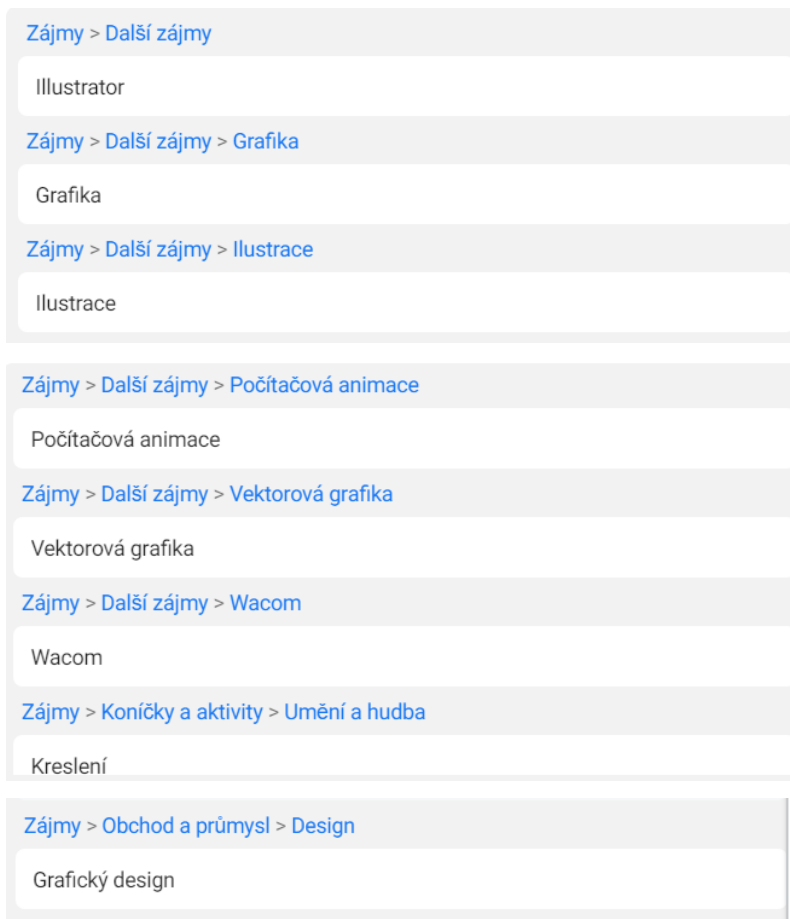 Zájmy > Další zájmy
Illustrator
Zájmy > Další zájmy > Grafika
Grafika
Zájmy > Další zájmy > Ilustrace
Ilustrace
Zájmy > Další zájmy > Počítačová animace
Počítačová animace
Zájmy > Další zájmy > Vektorová grafika
Vektorová grafika
Zájmy > Další zájmy > Wacom
Wacom
Zájmy > Koníčky a aktivity > Umění a hudba
Kreslení
Zájmy > Obchod a průmysl > Design
Grafický design